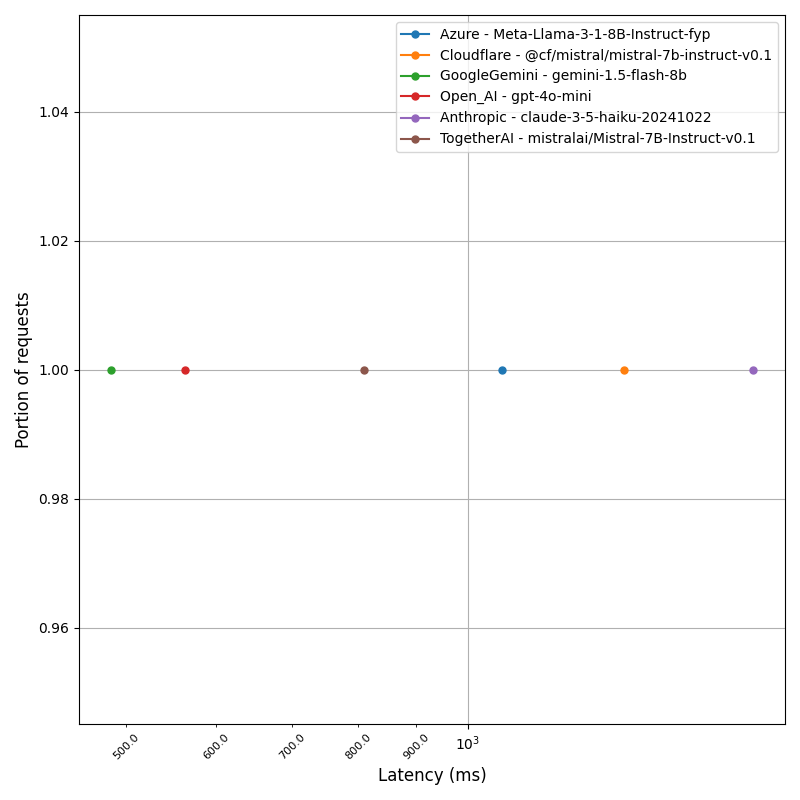 Azure - Meta-Llama-3-1-8B-Instruct-fyp
Cloudflare - @cf/mistral/mistral-7b-instruct-v0.1
GoogleGemini - gemini-1.5-flash-8b
Open_AI - gpt-4o-mini
Anthropic - claude-3-5-haiku-20241022
TogetherAI - mistralai/Mistral-7B-Instruct-v0.1
1.04
1.02
1.00
0.98
0.96
Portion of requests
500.0 600.0 700.0 800.0 900.0 10³
Latency (ms)